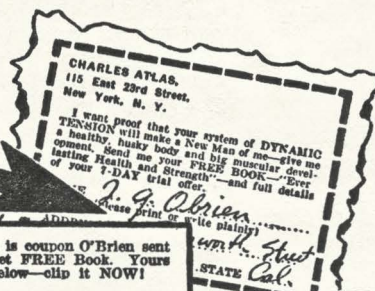 CHARLES ATLAS,
115 East 23rd Street,
New York, N. Y.
I want proof that your system of DYNAMIC
TENSION will make a New Man of me—give me
a healthy, husky body and big muscular devel-
opment. Send me your FREE BOOK—"Ever
lasting Health and Strength"—and full details
of your 7-DAY trial offer.
J. G. O'brien
(Please print or write plainly)
Street
STATE Cal.
is coupon O'Brien sent
et FREE Book. Yours
elow—clip it NOW!